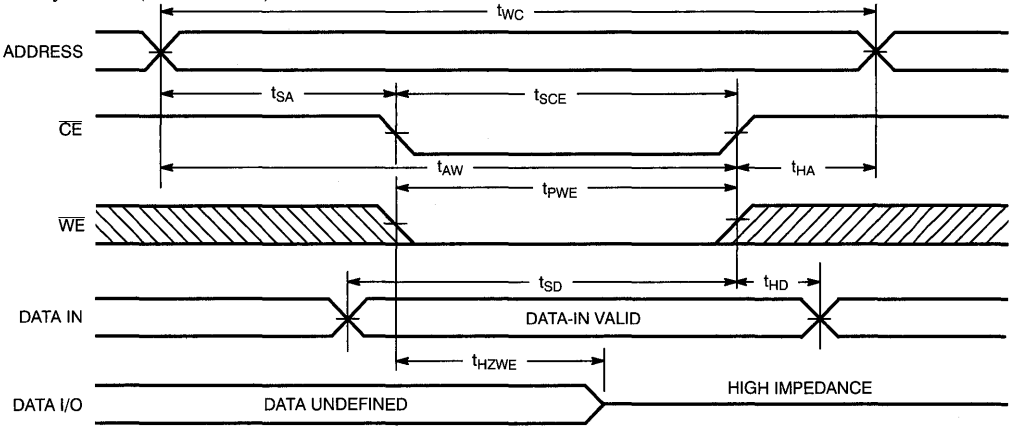 tWC
ADDRESS
tSA
tSCE
CE
tAW
tHA
tPWE
WE
tSD
tHD
DATA IN
DATA-IN VALID
tHZWE
HIGH IMPEDANCE
DATA I/O
DATA UNDEFINED